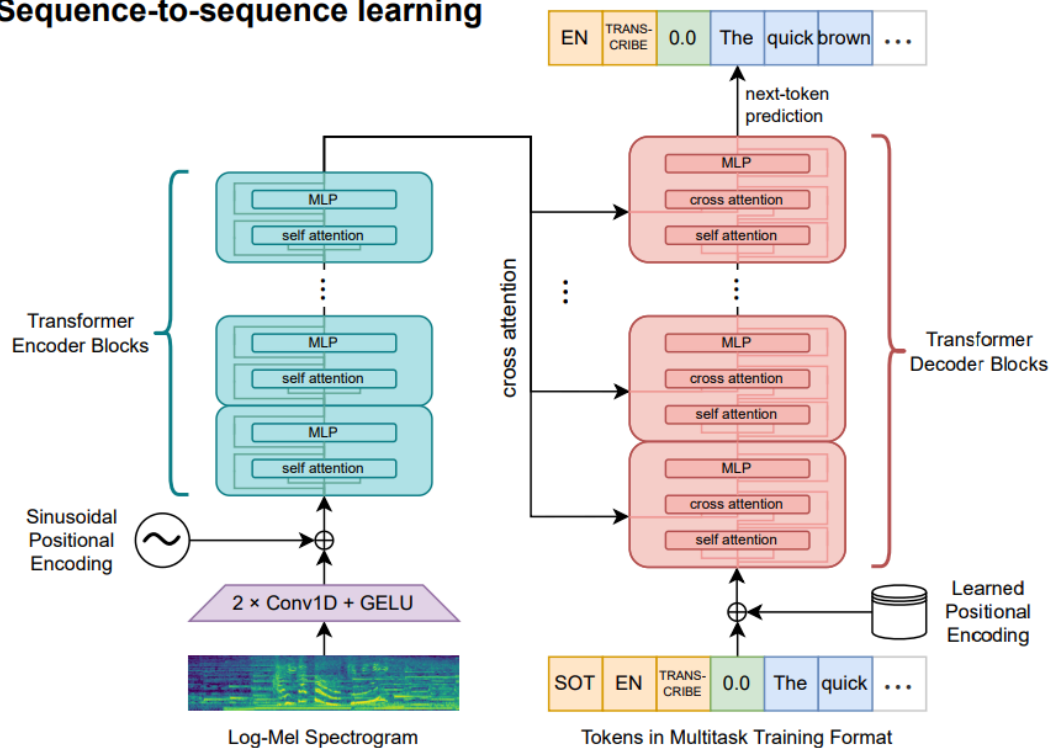 Sequence-to-sequence learning
EN TRANS-CRIBE 0.0 The quick brown ...
next-token
prediction
MLP
cross attention
self attention
MLP
self attention
...
...
...
cross attention
Transformer
Encoder Blocks
MLP
self attention
MLP
self attention
MLP
cross attention
self attention
MLP
cross attention
self attention
Transformer
Decoder Blocks
Sinusoidal
Positional
Encoding
2 × Conv1D + GELU
Learned
Positional
Encoding
SOT EN TRANS-CRIBE 0.0 The quick ...
Log-Mel Spectrogram
Tokens in Multitask Training Format